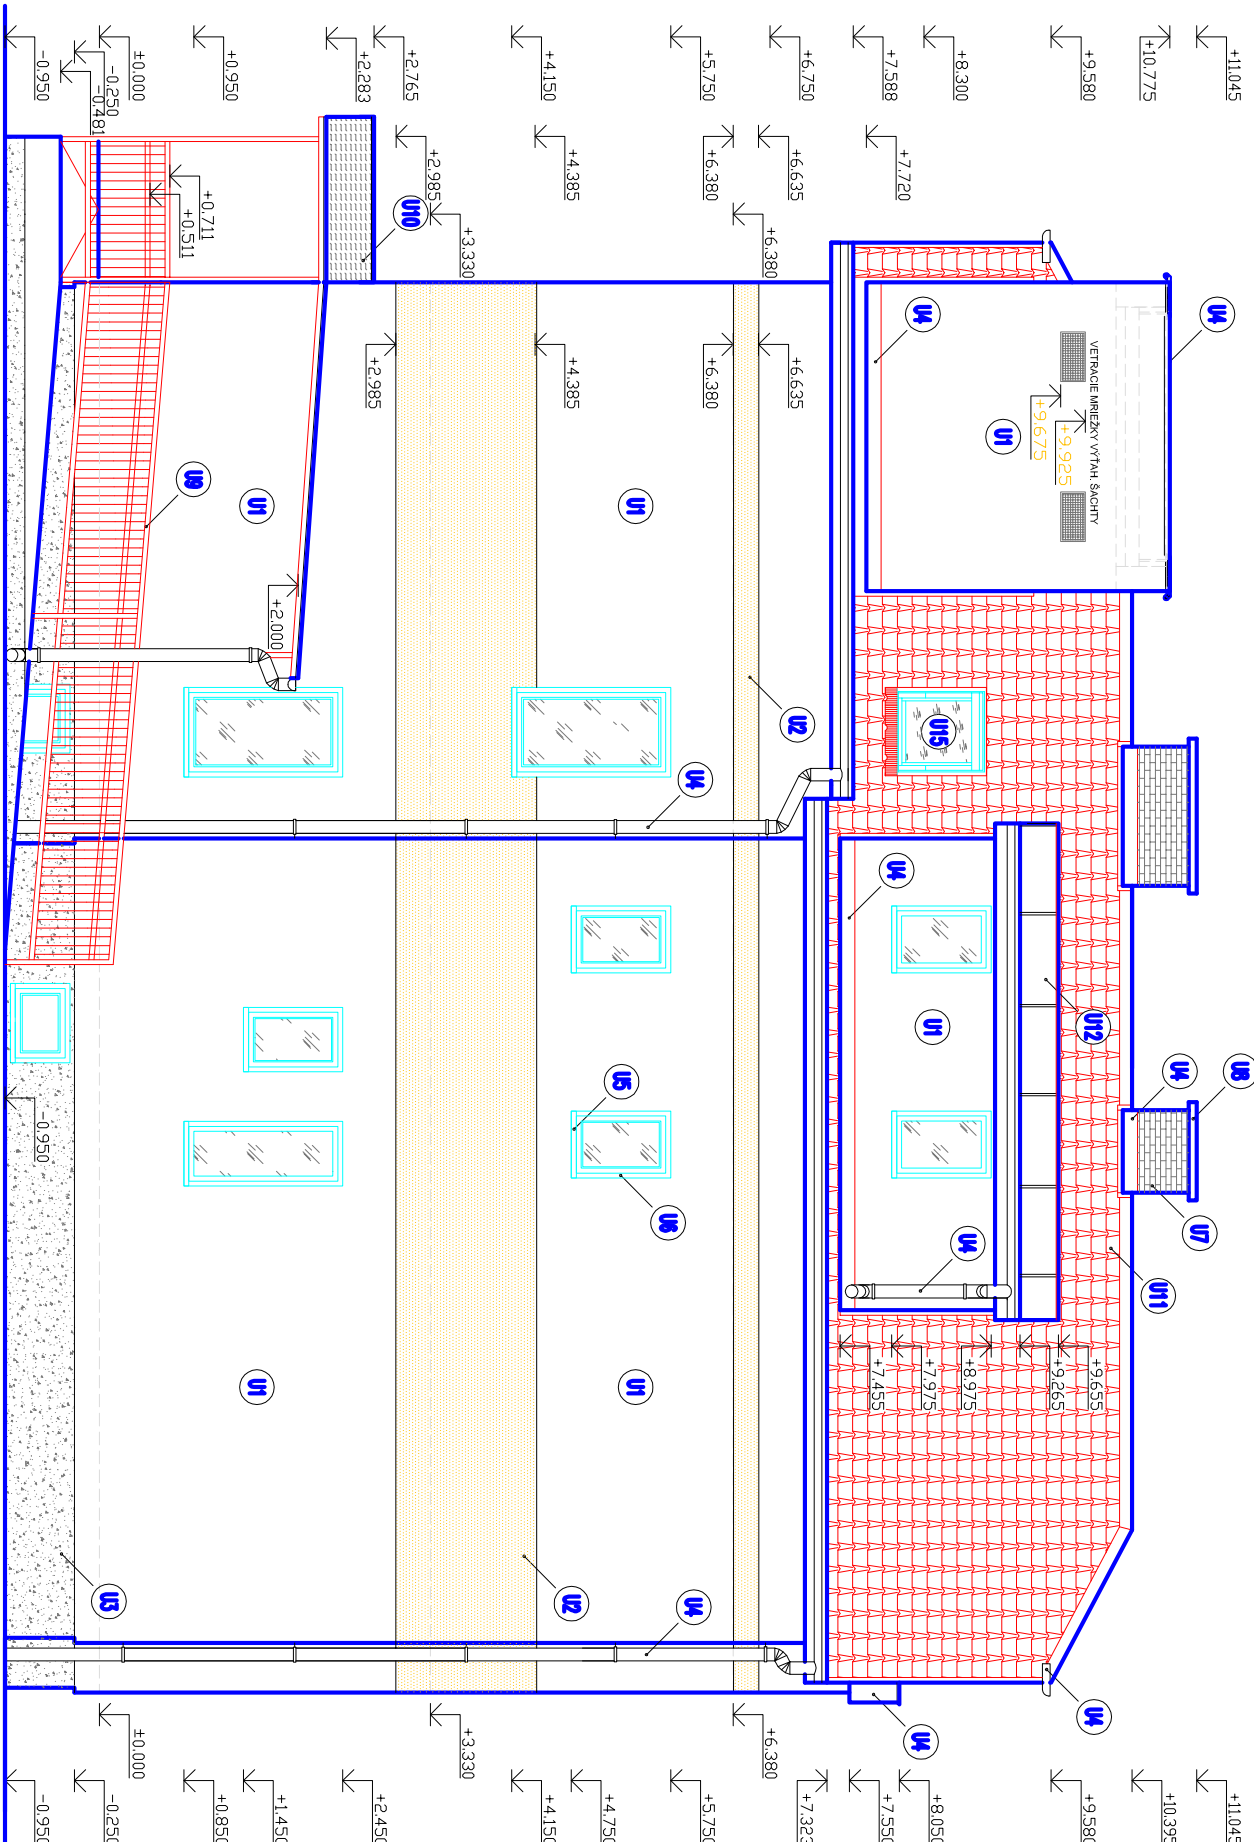 +11.045
+10.775
+9.580
+8.300
+7.588
+6.750
+5.750
+4.150
+2.765
+2.283
+0.950
±0.000
-0.250
-0.481
-0.950
+7.720
+6.635
+6.380
+4.385
+2.985
+6.380
+3.330
+0.711
+0.511
U10
U4
U4
VETRACIE MRIEŽKY VÝŤAH. ŠACHTY
+9.925
+9.675
U1
+6.635
+6.380
+4.385
+2.985
U9
U1
U1
+2.000
U2
U15
U4
U4
U12
U1
U8
U4
U5
-0.950
U7
U6
U4
U11
+9.655
+9.265
+8.975
+7.975
+7.455
U1
U1
U3
U2
U4
U4
U4
+6.380
+3.330
±0.000
+11.045
+10.395
+9.580
+8.050
+7.550
+7.323
+5.750
+4.750
+4.150
+2.450
+1.450
+0.850
-0.250
-0.950